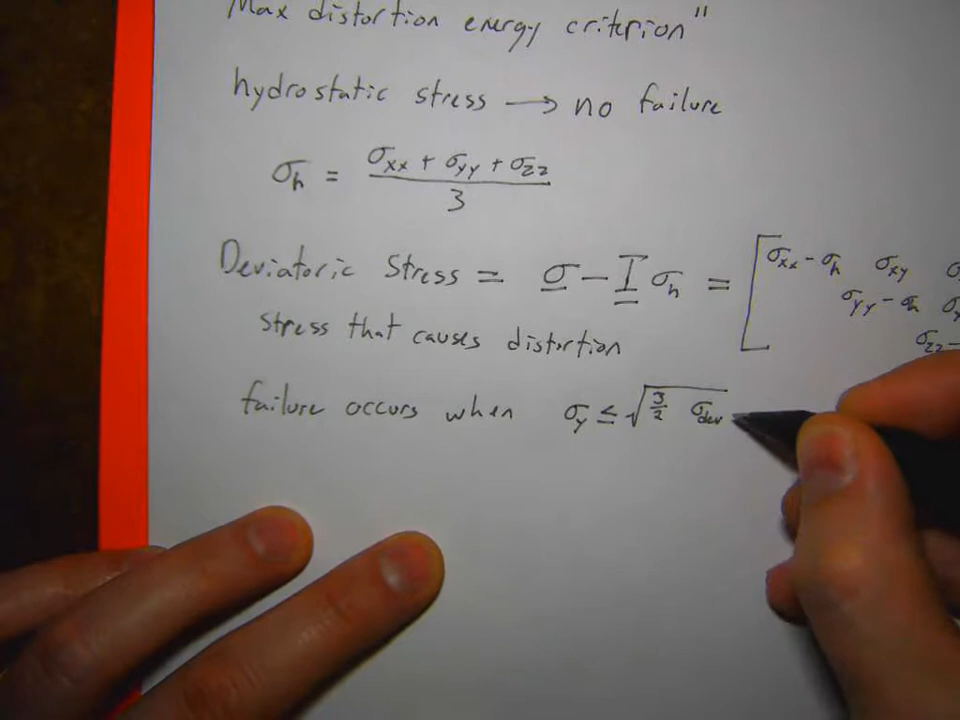 Max distortion energy criterion"
hydrostatic stress → no failure
σh = (σxx + σyy + σzz) / 3
Deviatoric Stress = σ - I σh = [ σxx - σh σxy
σyy - σh
σzz -
stress that causes distortion
failure occurs when σy ≤ √(3/2 σdev